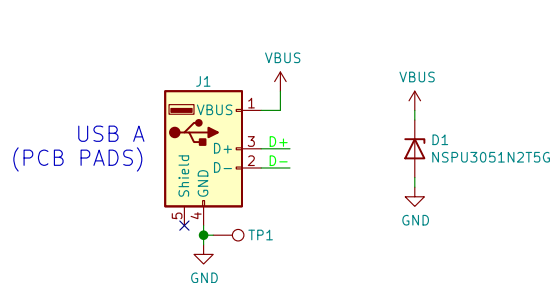 VBUS
J1
VBUS
1
USB A
(PCB PADS)
D+
3
D+
D-
2
D-
Shield
GND
5
4
TP1
GND
VBUS
D1
NSPU3051N2T5G
GND